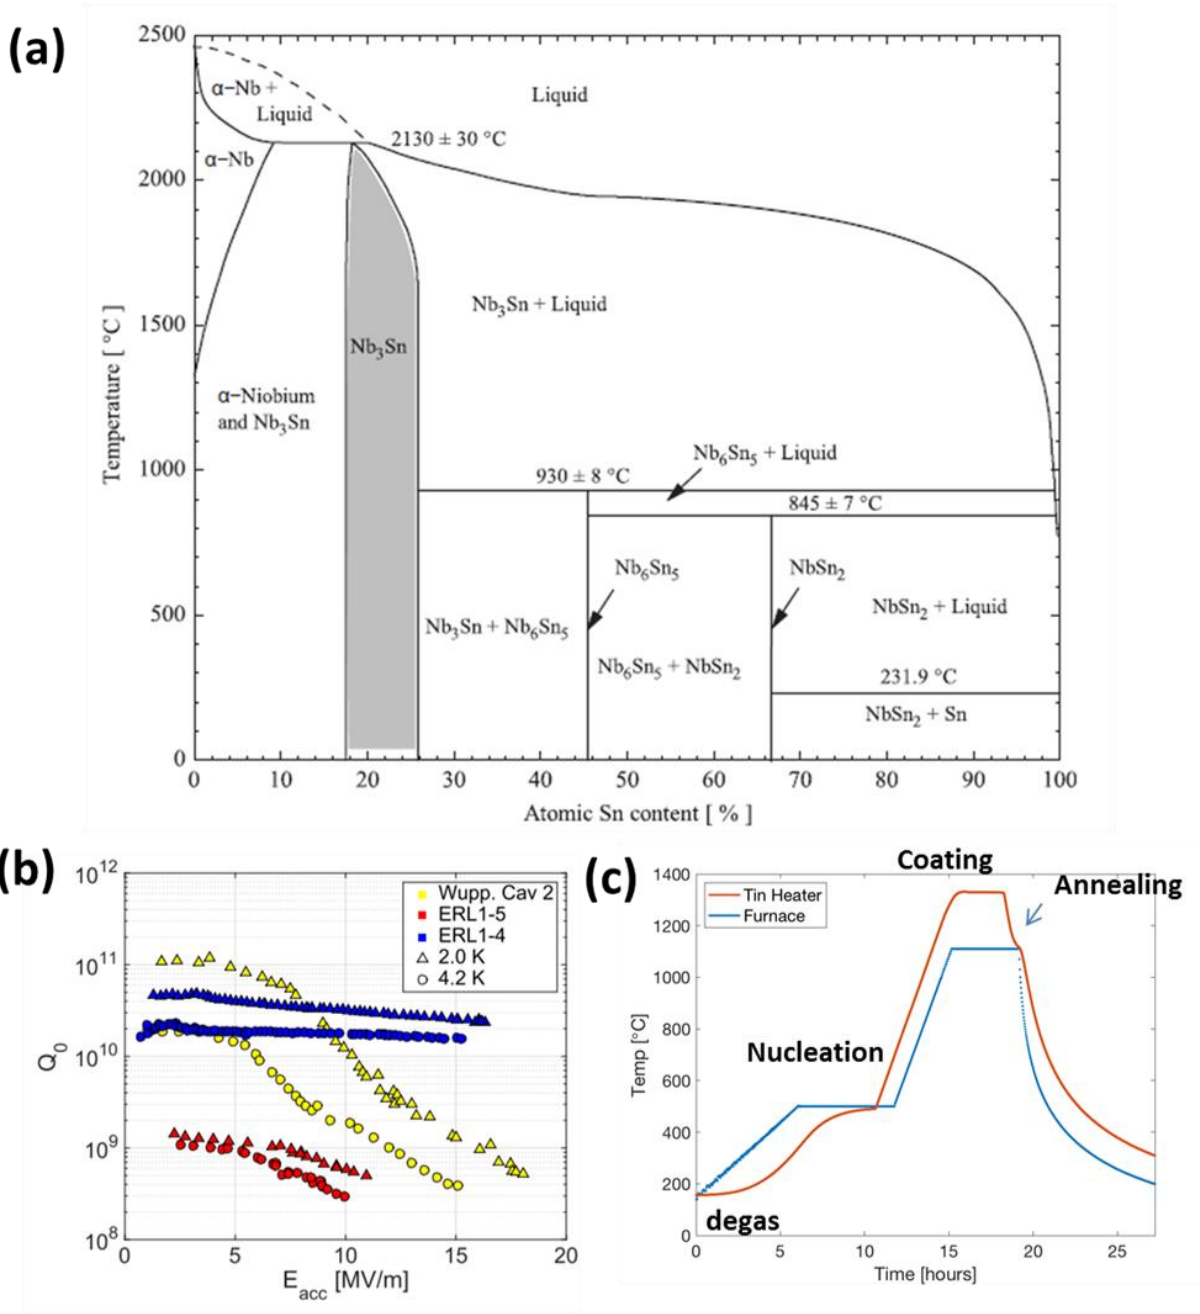 (a)
2500
2000
1500
1000
500
0
Temperature [ °C ]
α−Nb +
Liquid
Liquid
2130 ± 30 °C
α−Nb
Nb3Sn + Liquid
Nb3Sn
α−Niobium
and Nb3Sn
Nb6Sn5 + Liquid
930 ± 8 °C
845 ± 7 °C
Nb6Sn5
NbSn2
NbSn2 + Liquid
Nb3Sn + Nb6Sn5
Nb6Sn5 + NbSn2
231.9 °C
NbSn2 + Sn
0 10 20 30 40 50 60 70 80 90 100
Atomic Sn content [ % ]
(b)
10^12
10^11
10^10
10^9
10^8
Q0
Wupp. Cav 2
ERL1-5
ERL1-4
2.0 K
4.2 K
0 5 10 15 20
Eacc [MV/m]
(c)
Coating
Annealing
1400
1200
1000
800
600
400
200
0
Temp [°C]
Tin Heater
Furnace
Nucleation
degas
0 5 10 15 20 25
Time [hours]